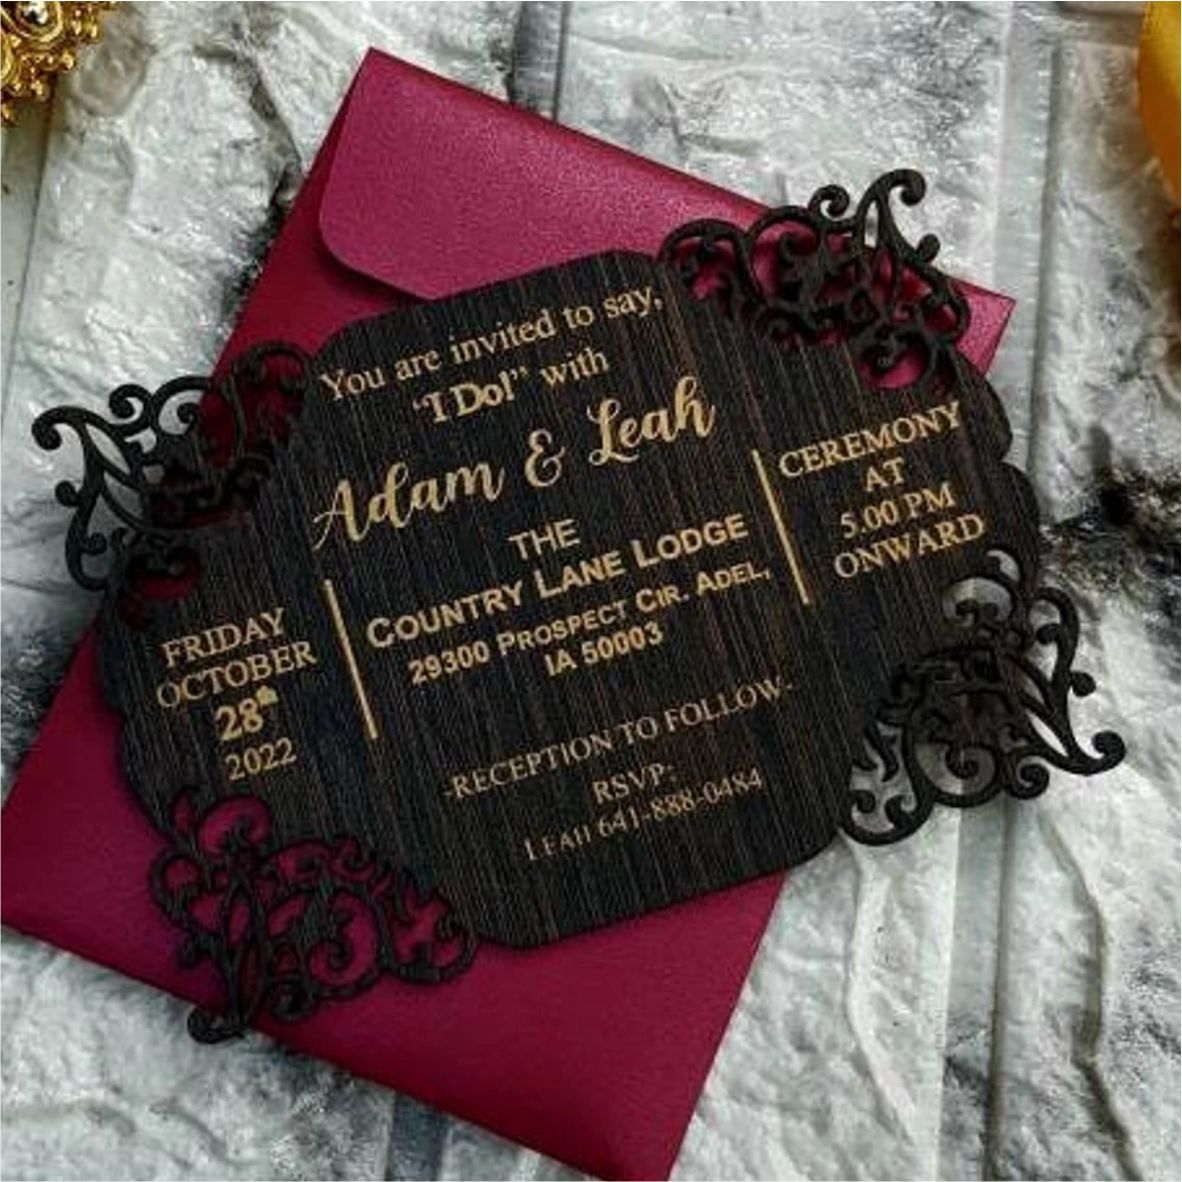 You are invited to say,
"I Do!" with
Adam & Leah
THE
COUNTRY LANE LODGE
29300 PROSPECT CIR. ADEL,
IA 50003
FRIDAY
OCTOBER
28th
2022
CEREMONY
AT
5.00 PM
ONWARD
-RECEPTION TO FOLLOW-
RSVP:
LEAH 641-888-0484